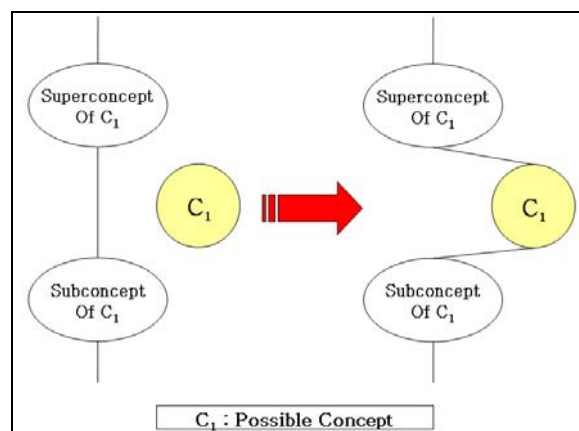 Superconcept
Of C₁
C₁
Subconcept
Of C₁
Superconcept
Of C₁
C₁
Subconcept
Of C₁
C₁ : Possible Concept